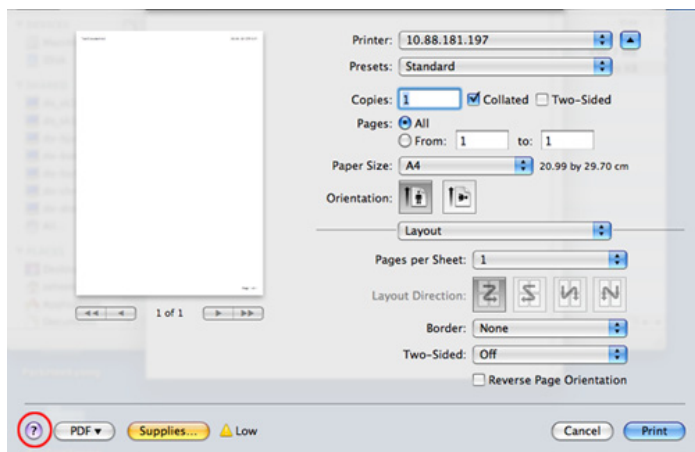 Printer: 10.88.181.197
Presets: Standard
Copies: 1 Collated Two-Sided
Pages: All
From: 1 to: 1
Paper Size: A4 20.99 by 29.70 cm
Orientation:
Layout
Pages per Sheet: 1
Layout Direction:
Border: None
Two-Sided: Off
Reverse Page Orientation
1 of 1
? PDF Supplies... Low Cancel Print